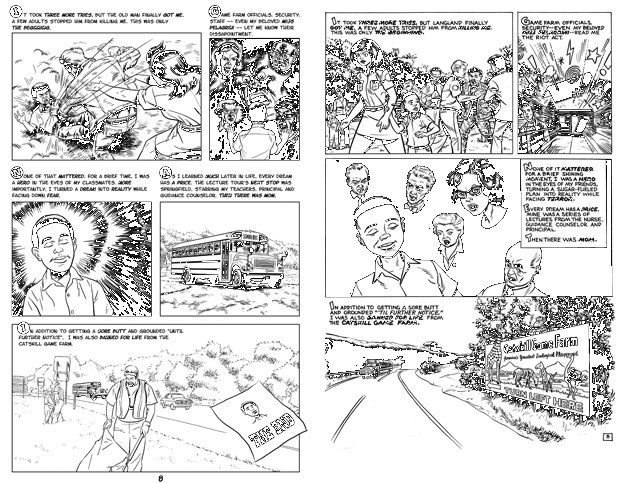 IT TOOK THREE MORE TRIES, BUT THE OLD MAN FINALLY GOT ME.
A FEW ADULTS STOPPED HIM FROM KILLING ME. THIS WAS ONLY
THE BEGINNING.
GAME FARM OFFICIALS, SECURITY,
STAFF -- EVEN MY BELOVED MISS
PELAGRIA -- LET ME KNOW THEIR
DISSAPOINTMENT.
NONE OF THAT MATTERED. FOR A BRIEF TIME, I WAS
A HERO IN THE EYES OF MY CLASSMATES. MORE
IMPORTANTLY, I TURNED A DREAM INTO REALITY WHILE
FACING DOWN FEAR.
AS I LEARNED MUCH LATER IN LIFE, EVERY DREAM
HAS A PRICE. THE LECTURE TOUR'S NEXT STOP WAS
SPRINGFIELD, STARRING MY TEACHERS, PRINCIPAL AND
GUIDANCE COUNSELOR. THEN THERE WAS MOM.
SCHOOL BUS
IN ADDITION TO GETTING A SORE BUTT AND GROUNDED "UNTIL
FURTHER NOTICE", I WAS ALSO BANNED FOR LIFE FROM THE
CATSKILL GAME FARM.
8
IT TOOK THREE MORE TRIES, BUT LANGLAND FINALLY
GOT ME. A FEW ADULTS STOPPED HIM FROM KILLING ME.
THIS WAS ONLY THE BEGINNING.
GAME FARM OFFICIALS,
SECURITY--EVEN MY BELOVED
READ ME
THE RIOT ACT.
NONE OF IT MATTERED.
FOR A BRIEF SHINING
MOMENT, I WAS A HERO
IN THE EYES OF MY FRIENDS,
TURNING A SUGAR-FUELED
PLAN INTO REALITY WHILE
FACING TERROR.
EVERY DREAM HAS A PRICE.
MINE WAS A SERIES OF
LECTURES FROM THE NURSE,
GUIDANCE COUNSELOR AND
PRINCIPAL.
THEN THERE WAS MOM.
IN ADDITION TO GETTING A SORE BUTT
AND GROUNDED "'TIL FURTHER NOTICE,"
I WAS ALSO BANNED FOR LIFE FROM
THE CATSKILL GAME FARM.
Catskill Game Farm
TURN LEFT HERE
8